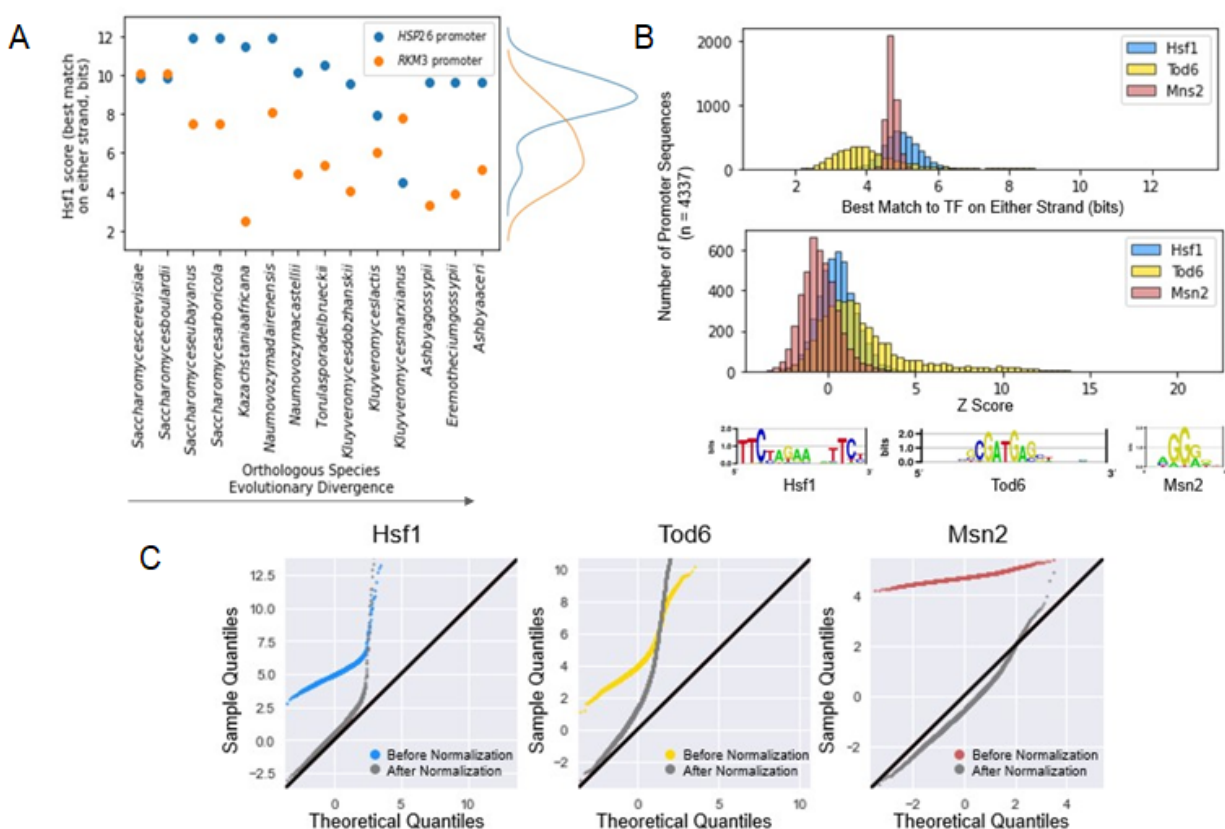 A
Hsf1 score (best match
on either strand, bits)
12
10
8
6
4
2
HSP26 promoter
RKM3 promoter
Saccharomycescerevisiae
Saccharomycesboulardii
Saccharomyceseubayanus
Saccharomycesarboricola
Kazachstaniaafricana
Naumovozymadairenensis
Naumovozymacastellii
Torulasporadelbrueckii
Kluyveromycesdobzhanskii
Kluyveromyceslactis
Kluyveromycesmarxianus
Ashbyagossypii
Eremotheciumgossypii
Ashbyaaceri
Orthologous Species
Evolutionary Divergence
B
Number of Promoter Sequences
(n = 4337)
2000
1000
0
Hsf1
Tod6
Mns2
2 4 6 8 10 12
Best Match to TF on Either Strand (bits)
600
400
200
0
Hsf1
Tod6
Msn2
0 5 10 15 20
Z Score
Hsf1
Tod6
Msn2
C
Hsf1
Sample Quantiles
12.5
10.0
7.5
5.0
2.5
0.0
−2.5
Before Normalization
After Normalization
0 5 10
Theoretical Quantiles
Tod6
Sample Quantiles
10
8
6
4
2
0
−2
Before Normalization
After Normalization
0 5 10
Theoretical Quantiles
Msn2
Sample Quantiles
4
2
0
−2
Before Normalization
After Normalization
−2 0 2 4
Theoretical Quantiles